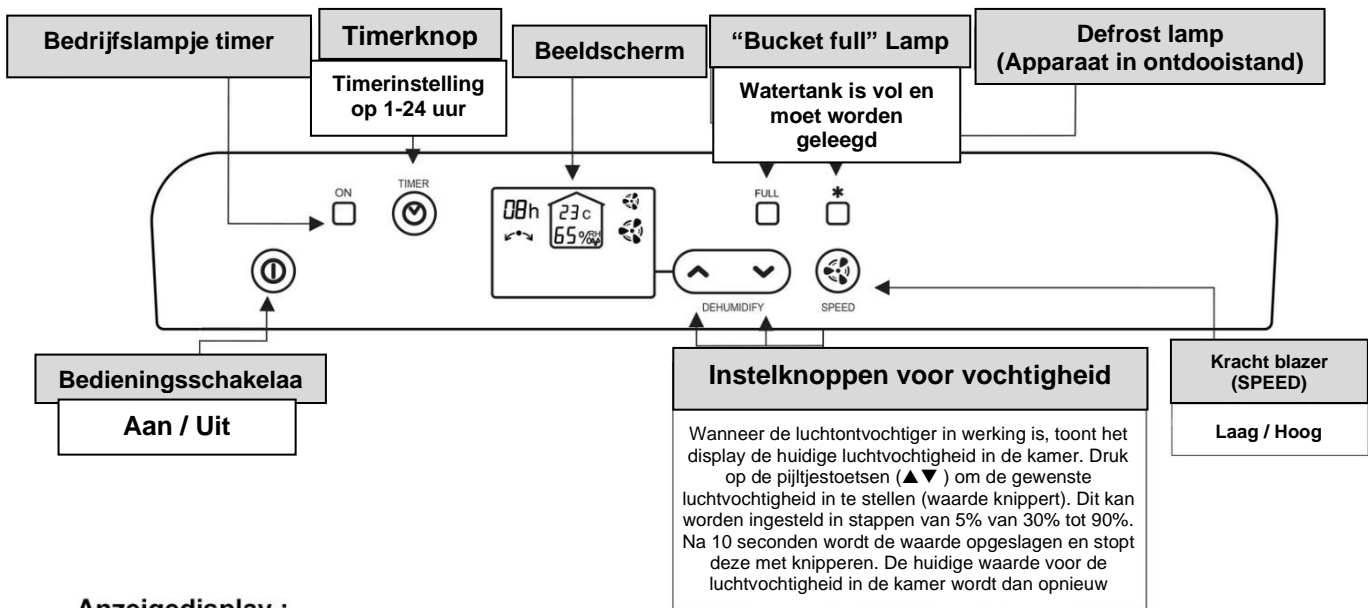 Bedrijfslampje timer
Timerknop
Timerinstelling
op 1-24 uur
Beeldscherm
“Bucket full” Lamp
Watertank is vol en
moet worden
geleegd
Defrost lamp
(Apparaat in ontdooistand)
ON
TIMER
08h
23 c
65%RH
FULL
*
DEHUMIDIFY
SPEED
Bedieningsschakelaa
Aan / Uit
Instelknoppen voor vochtigheid
Wanneer de luchtontvochtiger in werking is, toont het
display de huidige luchtvochtigheid in de kamer. Druk
op de pijltjestoetsen (▲▼ ) om de gewenste
luchtvochtigheid in te stellen (waarde knippert). Dit kan
worden ingesteld in stappen van 5% van 30% tot 90%.
Na 10 seconden wordt de waarde opgeslagen en stopt
deze met knipperen. De huidige waarde voor de
luchtvochtigheid in de kamer wordt dan opnieuw
Kracht blazer
(SPEED)
Laag / Hoog
Anzeigedisplay :